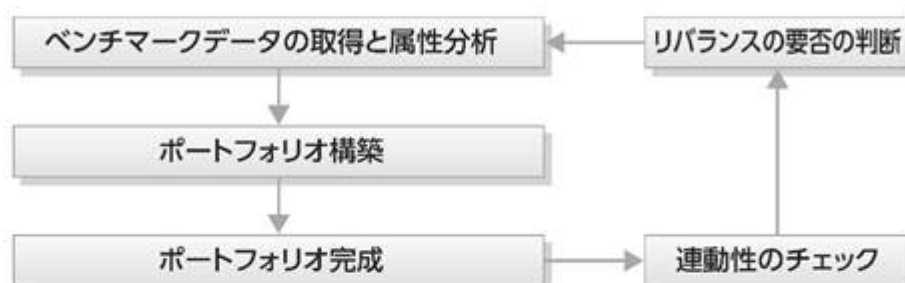 ベンチマークデータの取得と属性分析
リバランスの要否の判断
ポートフォリオ構築
ポートフォリオ完成
連動性のチェック